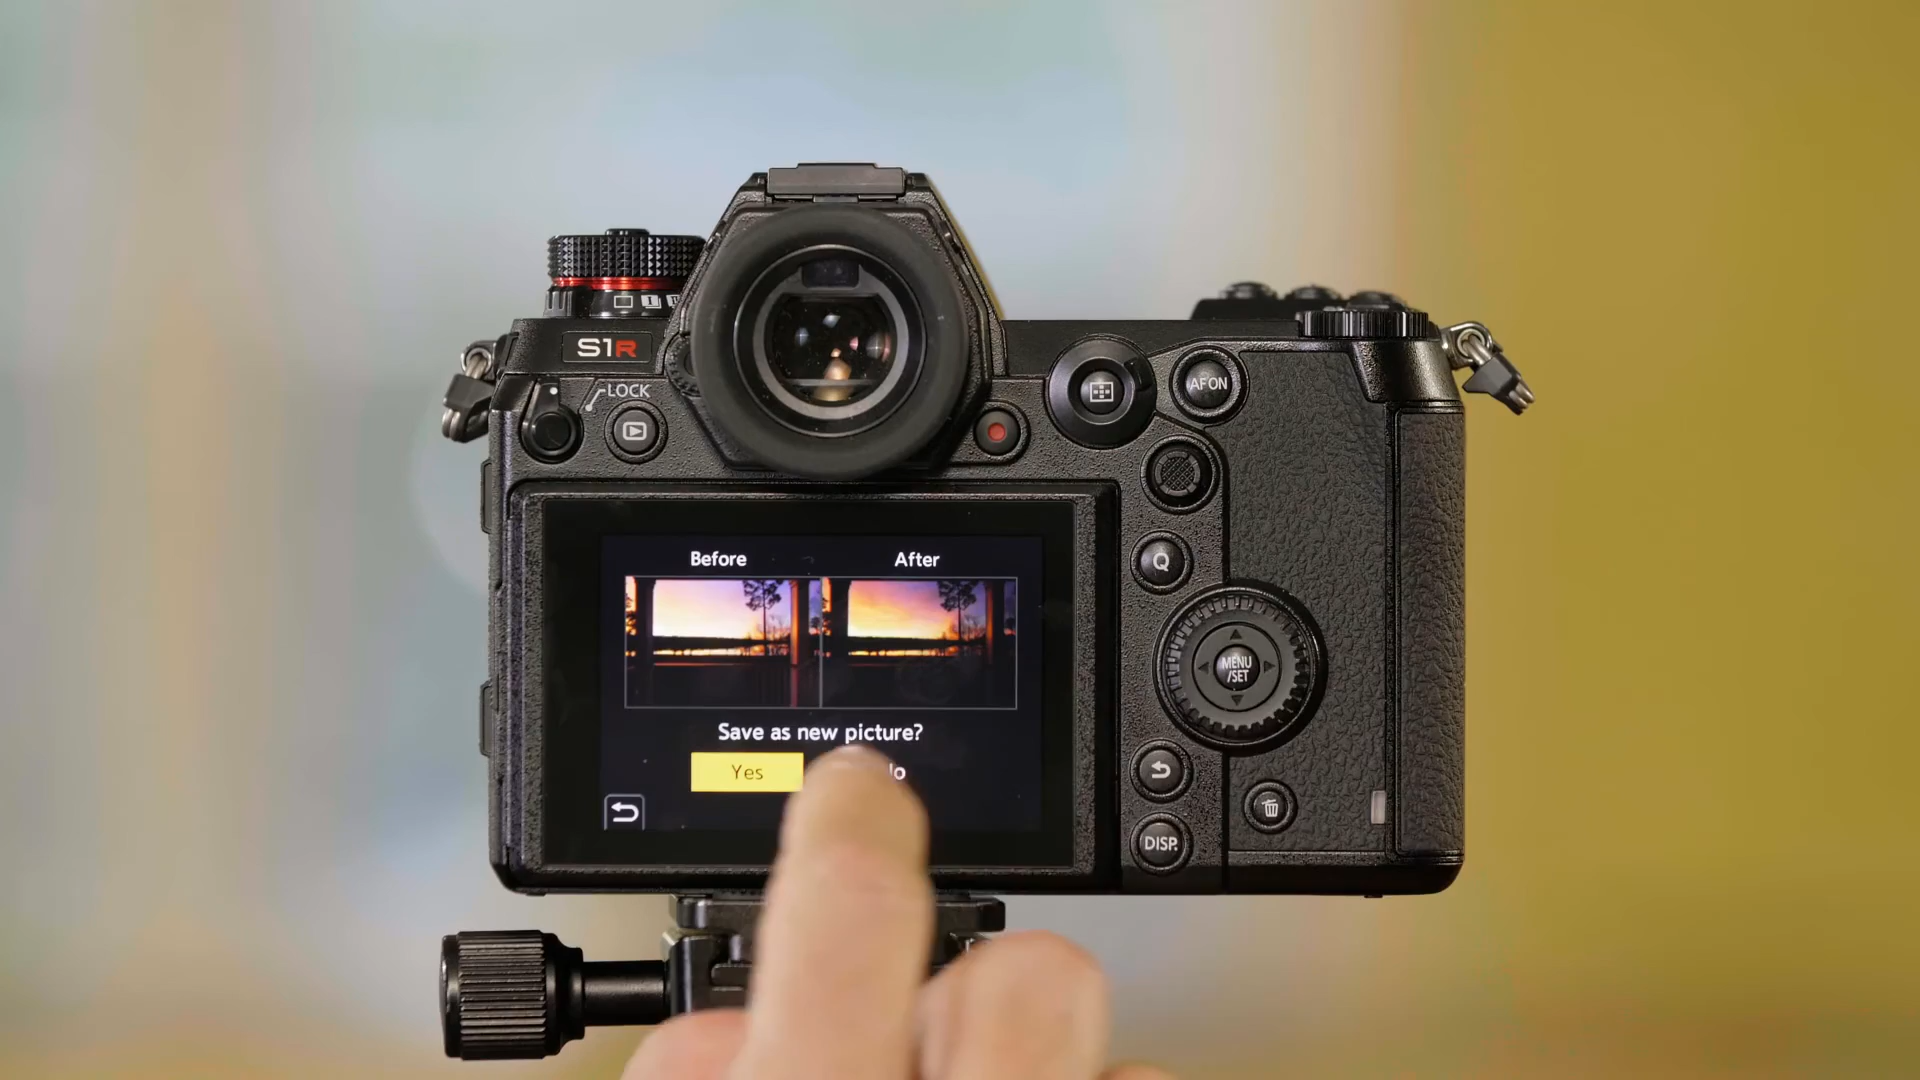 S1R
LOCK
AF ON
Q
Before After
MENU
/SET
Save as new picture?
Yes
DISP.